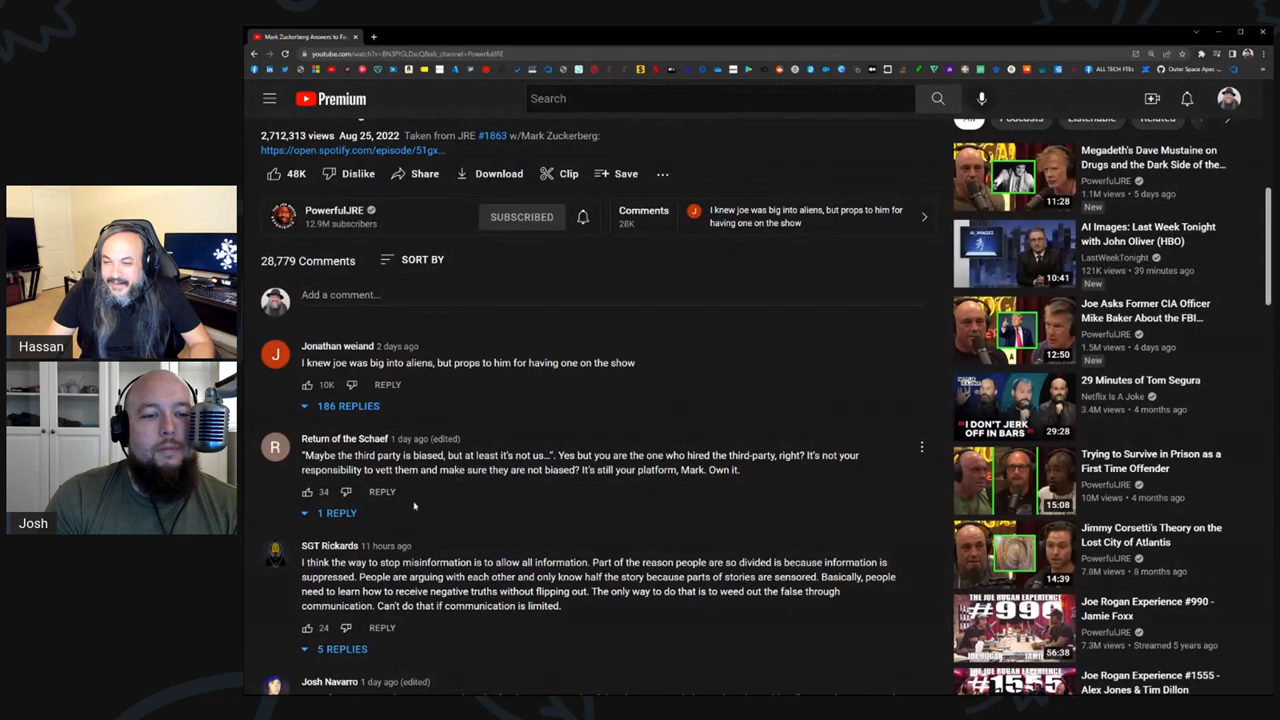 Mark Zuckerberg Answers to Fa
Premium
Search
2,712,313 views Aug 25, 2022 Taken from JRE #1863 w/Mark Zuckerberg:
https://open.spotify.com/episode/51gx...
48K Dislike Share Download Clip Save ...
PowerfulJRE
12.9M subscribers
SUBSCRIBED
Comments
28K
J
I knew joe was big into aliens, but props to him for
having one on the show
28,779 Comments SORT BY
Add a comment...
J
Jonathan weiand 2 days ago
I knew joe was big into aliens, but props to him for having one on the show
10K REPLY
186 REPLIES
R
Return of the Schaef 1 day ago (edited)
"Maybe the third party is biased, but at least it's not us...". Yes but you are the one who hired the third-party, right? It's not your
responsibility to vett them and make sure they are not biased? It's still your platform, Mark. Own it.
34 REPLY
1 REPLY
SGT Rickards 11 hours ago
I think the way to stop misinformation is to allow all information. Part of the reason people are so divided is because information is
suppressed. People are arguing with each other and only know half the story because parts of stories are sensored. Basically, people
need to learn how to receive negative truths without flipping out. The only way to do that is to weed out the false through
communication. Can't do that if communication is limited.
24 REPLY
5 REPLIES
Josh Navarro 1 day ago (edited)
ALL TECH FTEs
Outer Space Apes
All Podcasts Listenable Related
Megadeth's Dave Mustaine on
Drugs and the Dark Side of the...
PowerfulJRE
1.1M views • 5 days ago
New
11:28
AI Images: Last Week Tonight
with John Oliver (HBO)
LastWeekTonight
121K views • 39 minutes ago
New
AI_IMAGES
10:41
Joe Asks Former CIA Officer
Mike Baker About the FBI...
PowerfulJRE
1.5M views • 4 days ago
New
12:50
29 Minutes of Tom Segura
Netflix Is A Joke
3.4M views • 4 months ago
"I DON'T JERK
OFF IN BARS"
29:28
Trying to Survive in Prison as a
First Time Offender
PowerfulJRE
10M views • 4 months ago
15:08
Jimmy Corsetti's Theory on the
Lost City of Atlantis
PowerfulJRE
7.8M views • 8 months ago
14:39
Joe Rogan Experience #990 -
Jamie Foxx
PowerfulJRE
7.3M views • Streamed 5 years ago
THE JOE ROGAN EXPERIENCE
#990
56:38
Joe Rogan Experience #1555 -
Alex Jones & Tim Dillon
#1555
Hassan
Josh